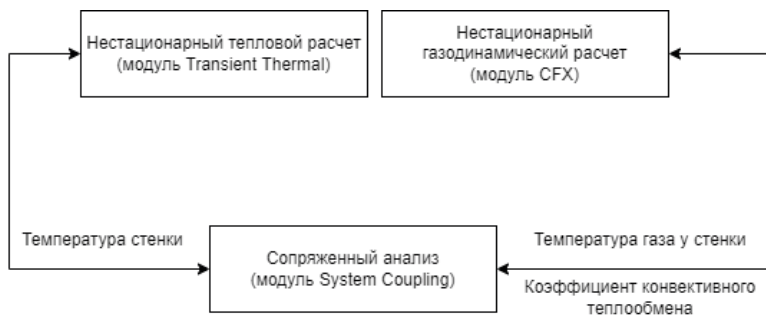 Нестационарный тепловой расчет
(модуль Transient Thermal)
Нестационарный
газодинамический расчет
(модуль CFX)
Температура стенки
Сопряженный анализ
(модуль System Coupling)
Температура газа у стенки
Коэффициент конвективного
теплообмена